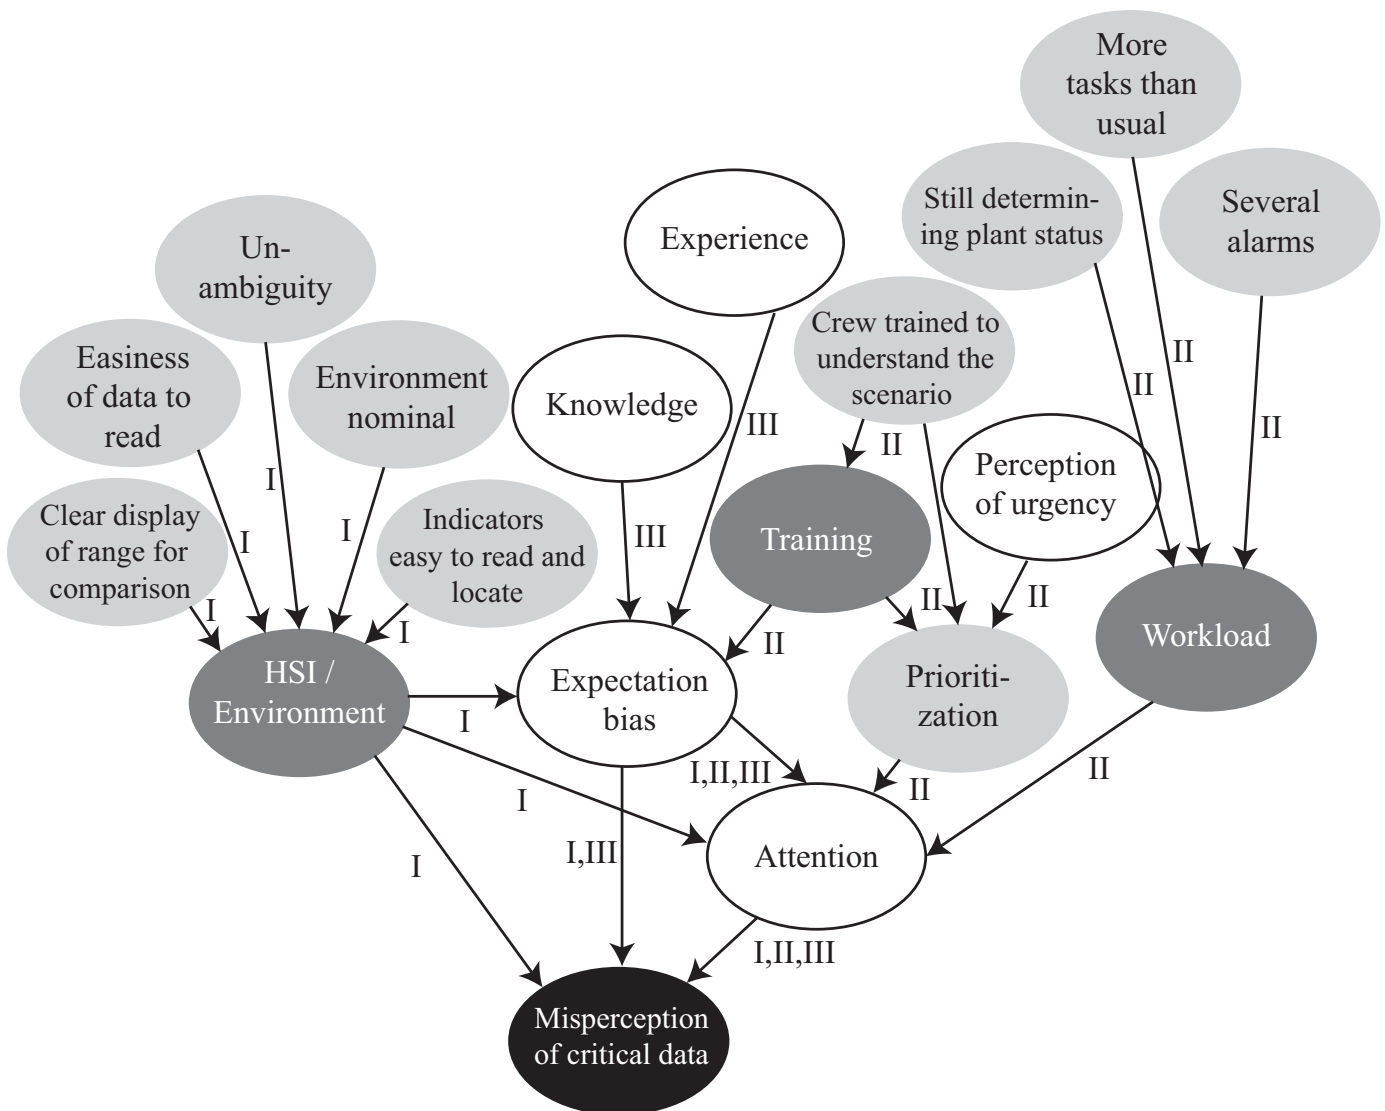 More
tasks than
usual
Still determin-
ing plant status
Several
alarms
Experience
Un-
ambiguity
Crew trained to
understand the
scenario
Easiness
of data to
read
Environment
nominal
Knowledge
III
II
II
II
II
Perception
of urgency
I
Clear display
of range for
comparison
I
I
Indicators
easy to read and
locate
III
Training
I
I
II
II
II
Workload
HSI /
Environment
I
Expectation
bias
Prioriti-
zation
I
I,II,III
II
II
I
I,III
Attention
I,II,III
Misperception
of critical data